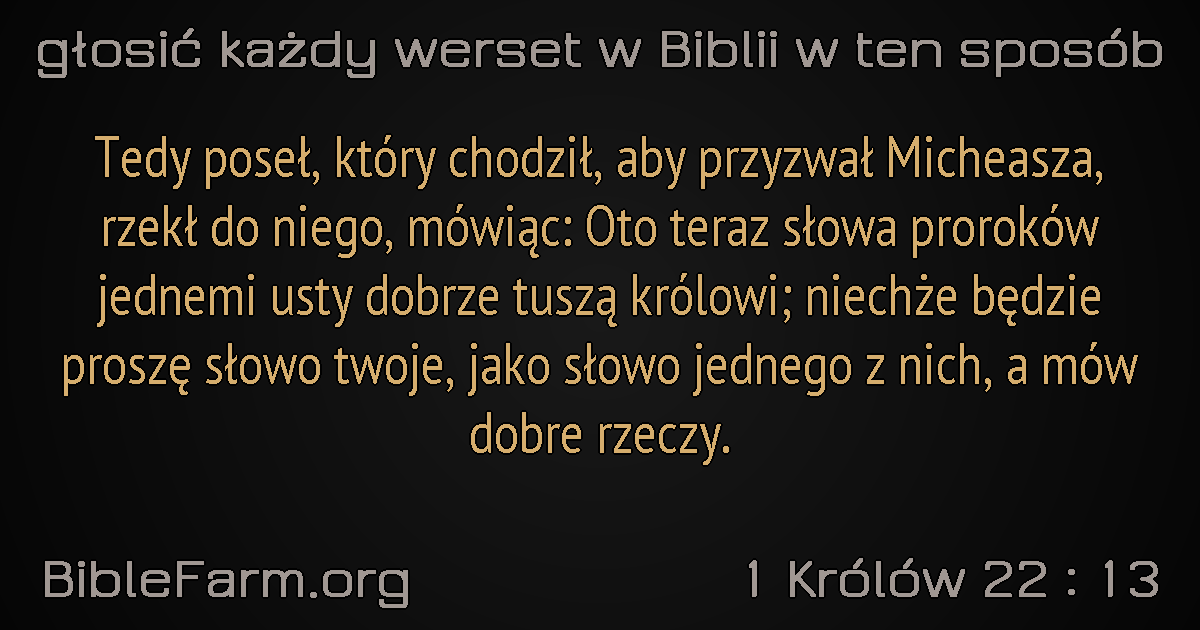 głosić każdy werset w Biblii w ten sposób
Tedy poseł, który chodził, aby przyzwał Micheasza,
rzekł do niego, mówiąc: Oto teraz słowa proroków
jednemi usty dobrze tuszą królowi; niechże będzie
proszę słowo twoje, jako słowo jednego z nich, a mów
dobre rzeczy.
BibleFarm.org
1 Królów 22 : 13